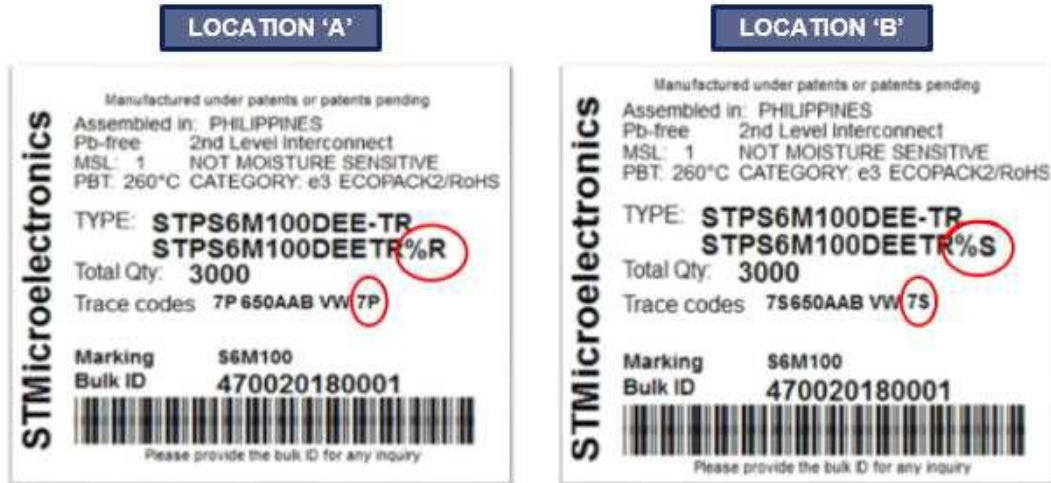 LOCATION 'A'
STMicroelectronics
Manufactured under patents or patents pending
Assembled in: PHILIPPINES
Pb-free 2nd Level Interconnect
MSL: 1 NOT MOISTURE SENSITIVE
PBT: 260°C CATEGORY: e3 ECOPACK2/RoHS
TYPE: STPS6M100DEE-TR
STPS6M100DEETR%R
Total Qty: 3000
Trace codes 7P 650AAB VW 7P
Marking S6M100
Bulk ID 470020180001
Please provide the bulk ID for any inquiry
LOCATION 'B'
STMicroelectronics
Manufactured under patents or patents pending
Assembled in: PHILIPPINES
Pb-free 2nd Level Interconnect
MSL: 1 NOT MOISTURE SENSITIVE
PBT: 260°C CATEGORY: e3 ECOPACK2/RoHS
TYPE: STPS6M100DEE-TR
STPS6M100DEETR%S
Total Qty: 3000
Trace codes 7S650AAB VW 7S
Marking S6M100
Bulk ID 470020180001
Please provide the bulk ID for any inquiry